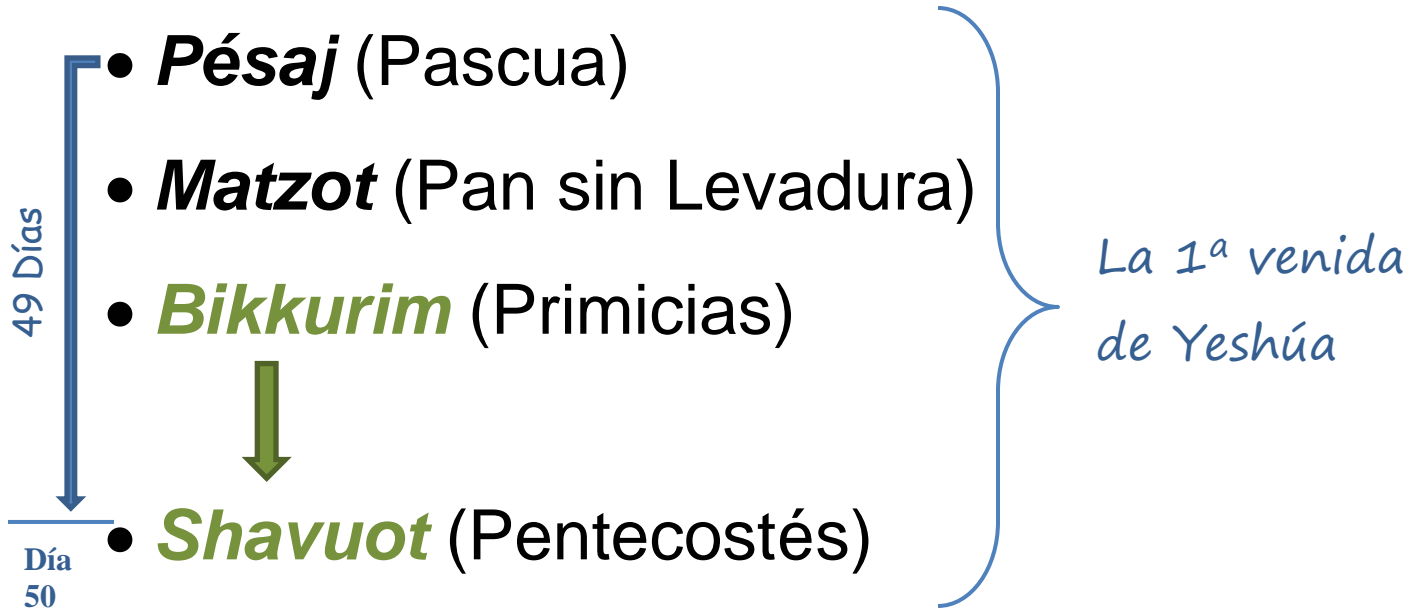 • Pésaj (Pascua)
• Matzot (Pan sin Levadura)
49 Días
• Bikkurim (Primicias)
La 1ª venida
de Yeshúa
• Shavuot (Pentecostés)
Día
50